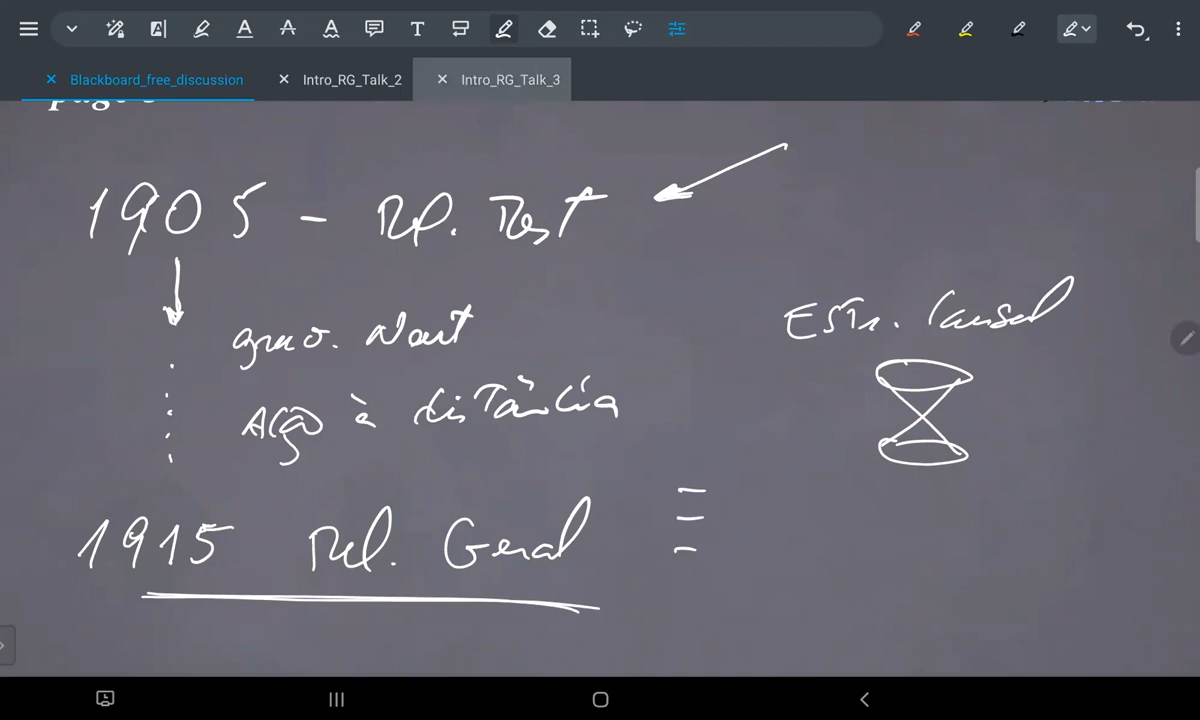 Blackboard_free_discussion Intro_RG_Talk_2 Intro_RG_Talk_3
1905 - Rel. Rest
grav. Newt
Ação à distância
Estr. Causal
1915 Rel. Geral